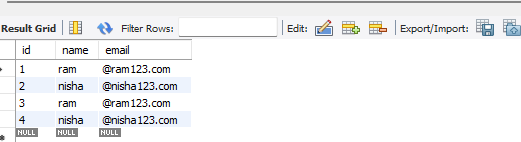 Result Grid Filter Rows: Edit: Export/Import:
id name email
1 ram @ram123.com
2 nisha @nisha123.com
3 ram @ram123.com
4 nisha @nisha123.com
NULL NULL NULL